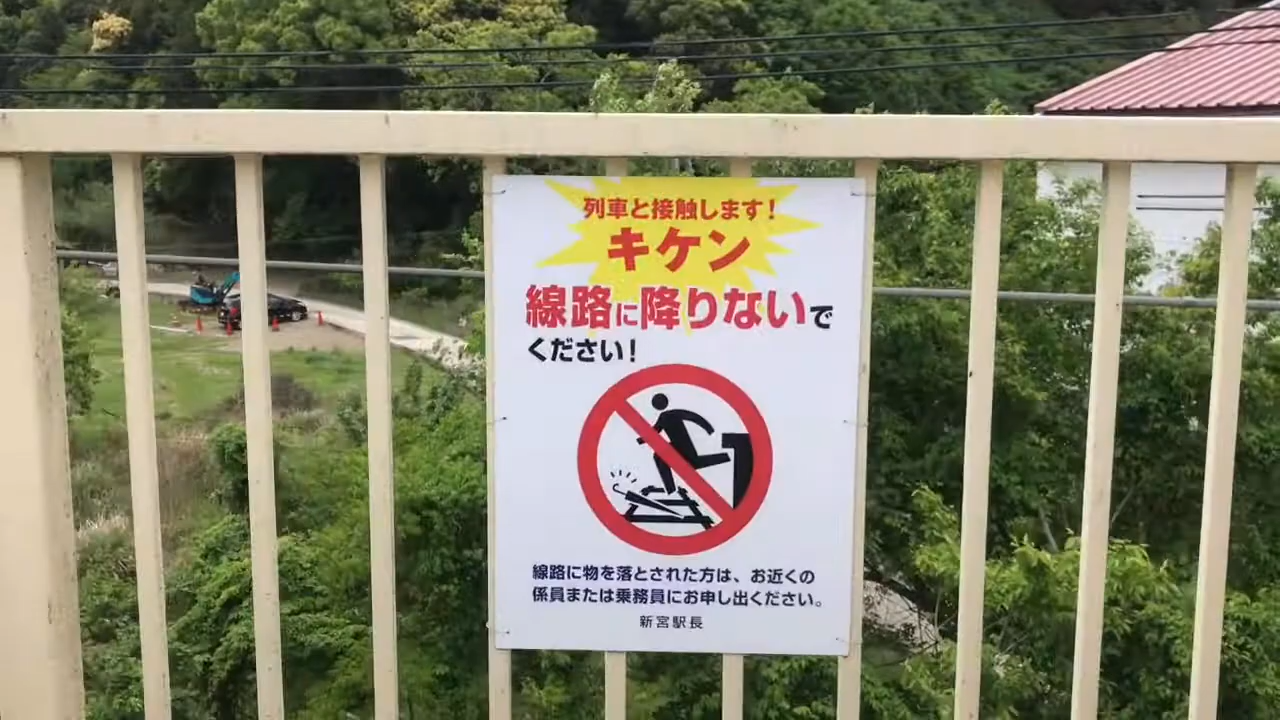 列車と接触します!
キケン
線路に降りないで
ください!
線路に物を落とされた方は、お近くの
係員または乗務員にお申し出ください。
新宮駅長